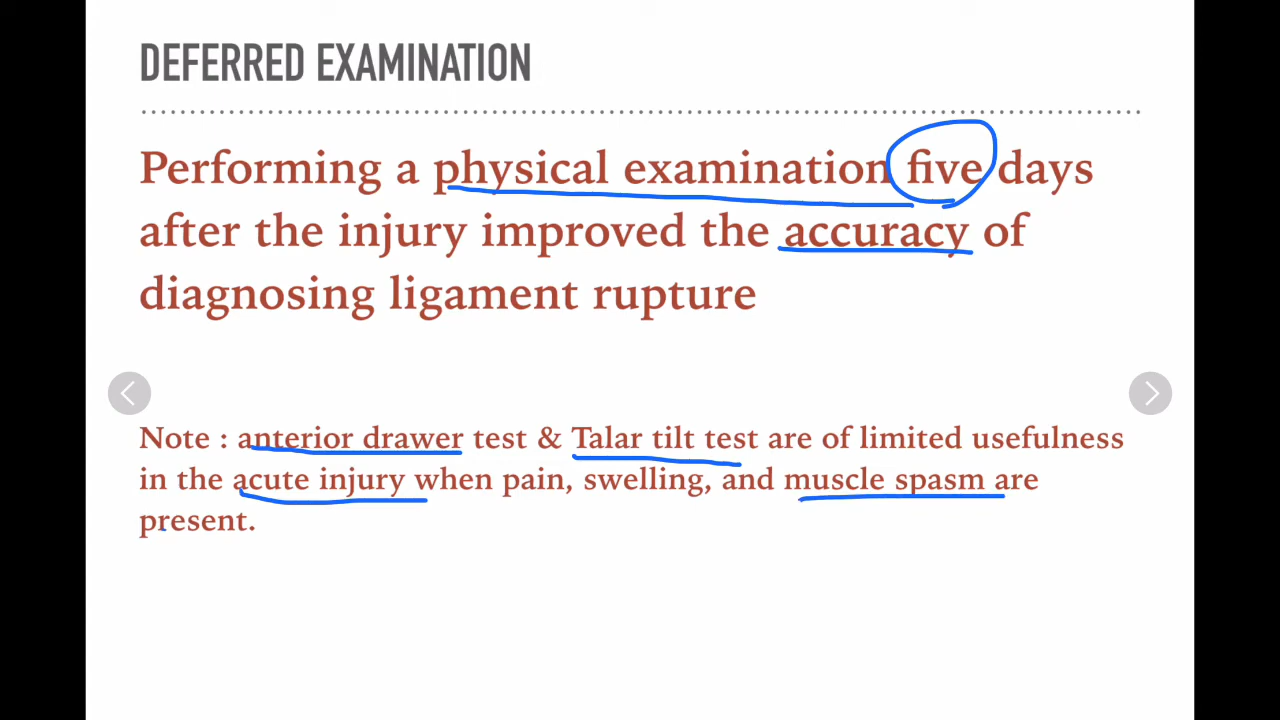 DEFERRED EXAMINATION
Performing a physical examination five days
after the injury improved the accuracy of
diagnosing ligament rupture
Note : anterior drawer test & Talar tilt test are of limited usefulness
in the acute injury when pain, swelling, and muscle spasm are
present.